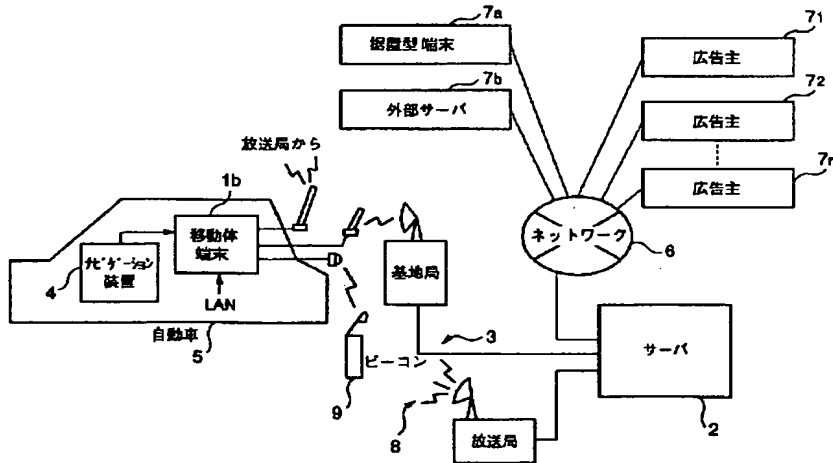 7a
据置型端末
7b
外部サーバ
71
広告主
72
広告主
7n
広告主
放送局から
1b
移動体
端末
ナビゲーション
装置
4
LAN
自動車
5
基地局
3
ビーコン
9
8
放送局
ネットワーク
6
サーバ
2